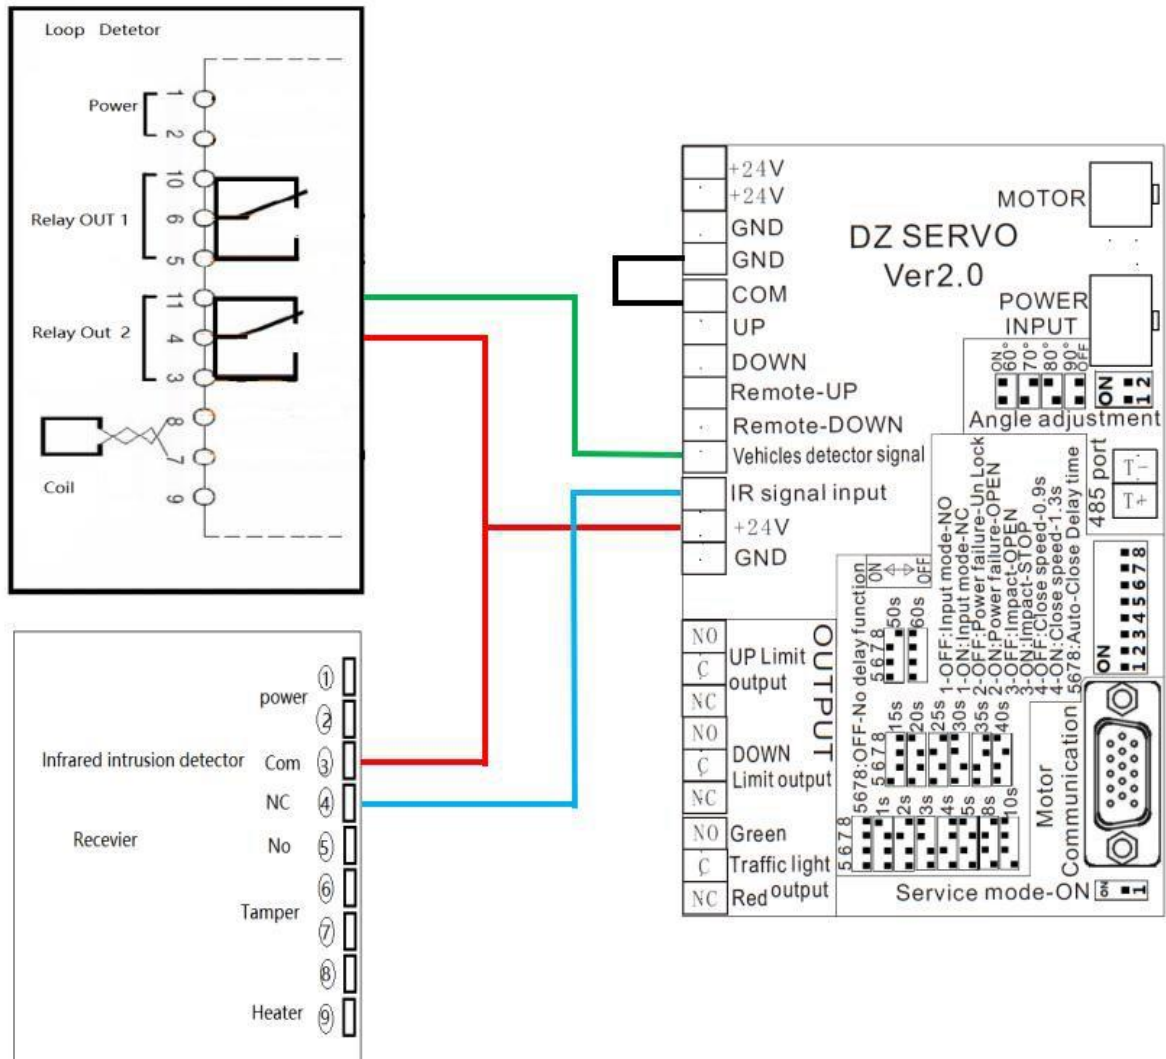 Loop Detetor
Power
1
2
Relay OUT 1
10
6
5
Relay Out 2
11
4
3
Coil
8
7
9
Infrared intrusion detector
Recevier
power
①
②
Com ③
NC ④
No ⑤
Tamper
⑥
⑦
⑧
Heater ⑨
DZ SERVO
Ver2.0
+24V
+24V
GND
GND
COM
UP
DOWN
Remote-UP
Remote-DOWN
Vehicles detector signal
IR signal input
+24V
GND
MOTOR
POWER
INPUT
ON
60°
70°
80°
90°
OFF
ON
1 2
Angle adjustment
485 port
T-
T+
ON
1 2 3 4 5 6 7 8
1-OFF:Input mode-NO
1-ON:Input mode-NC
2-OFF:Power failure-Un Lock
2-ON:Power failure-OPEN
3-OFF:Impact-OPEN
3-ON:Impact-STOP
4-OFF:Close speed-0.9s
4-ON:Close speed-1.3s
5678:Auto-Close Delay time
ON OFF
5678:OFF-No delay function
5 6 7 8
50s
60s
5 6 7 8
15s
20s
25s
30s
35s
40s
5 6 7 8
1s
2s
3s
4s
5s
8s
10s
OUTPUT
NO
C
NC
UP Limit
output
NO
C
NC
DOWN
Limit output
NO Green
C Traffic light
NC Red output
Motor
Communication
Service mode-ON
ON
1